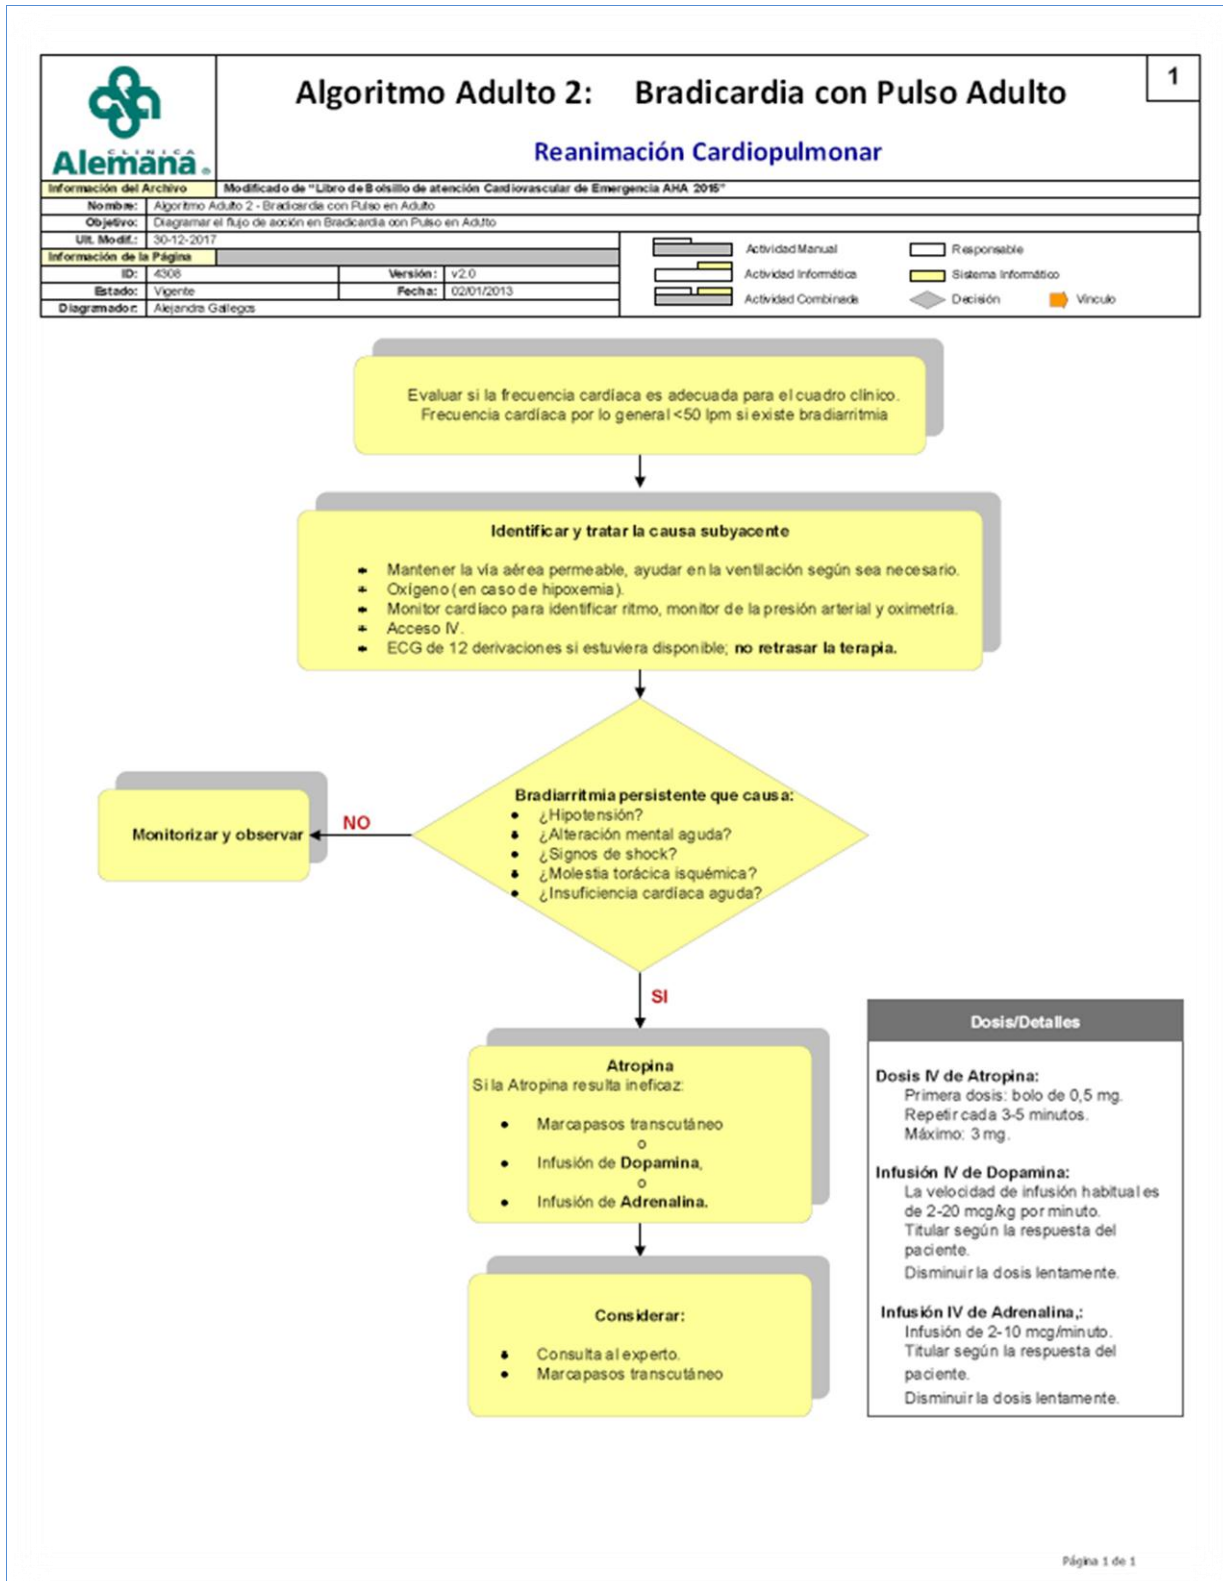 Algoritmo Adulto 2: Bradicardia con Pulso Adulto
1
Reanimación Cardiopulmonar
CLINICA
Alemana
Información del Archivo
Modificado de "Libro de Bolsillo de atención Cardiovascular de Emergencia AHA 2015"
Nombre: Algoritmo Adulto 2 - Bradicardia con Pulso en Adulto
Objetivo: Diagramar el flujo de acción en Bradicardia con Pulso en Adulto
Ult. Modif.: 30-12-2017
Información de la Página
ID: 4308 Versión: v2.0
Estado: Vigente Fecha: 02/01/2013
Diagramador: Alejandra Gallegos
Actividad Manual Responsable
Actividad Informática Sistema Informático
Actividad Combinada Decisión Vínculo
Evaluar si la frecuencia cardíaca es adecuada para el cuadro clínico.
Frecuencia cardíaca por lo general <50 lpm si existe bradiarritmia
Identificar y tratar la causa subyacente
Mantener la vía aérea permeable, ayudar en la ventilación según sea necesario.
Oxígeno (en caso de hipoxemia).
Monitor cardíaco para identificar ritmo, monitor de la presión arterial y oximetría.
Acceso IV.
ECG de 12 derivaciones si estuviera disponible; no retrasar la terapia.
Bradiarritmia persistente que causa:
• ¿Hipotensión?
• ¿Alteración mental aguda?
• ¿Signos de shock?
• ¿Molestia torácica isquémica?
• ¿Insuficiencia cardíaca aguda?
NO
Monitorizar y observar
SI
Atropina
Si la Atropina resulta ineficaz:
• Marcapasos transcutáneo
o
• Infusión de Dopamina,
o
• Infusión de Adrenalina.
Considerar:
• Consulta al experto.
• Marcapasos transcutáneo
Dosis/Detalles
Dosis IV de Atropina:
Primera dosis: bolo de 0,5 mg.
Repetir cada 3-5 minutos.
Máximo: 3 mg.
Infusión IV de Dopamina:
La velocidad de infusión habitual es
de 2-20 mcg/kg por minuto.
Titular según la respuesta del
paciente.
Disminuir la dosis lentamente.
Infusión IV de Adrenalina,:
Infusión de 2-10 mcg/minuto.
Titular según la respuesta del
paciente.
Disminuir la dosis lentamente.
Página 1 de 1